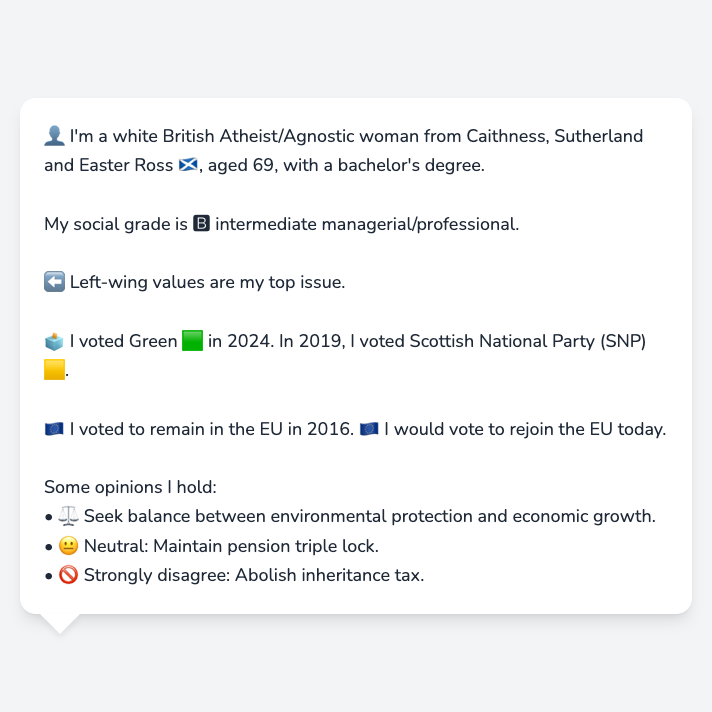 👤 I'm a white British Atheist/Agnostic woman from Caithness, Sutherland
and Easter Ross 🏴󠁧󠁢󠁳󠁣󠁴󠁿, aged 69, with a bachelor's degree.
My social grade is 🅱 intermediate managerial/professional.
⬅️ Left-wing values are my top issue.
🗳️ I voted Green 🟩 in 2024. In 2019, I voted Scottish National Party (SNP)
🟨.
🇪🇺 I voted to remain in the EU in 2016. 🇪🇺 I would vote to rejoin the EU today.
Some opinions I hold:
• ⚖️ Seek balance between environmental protection and economic growth.
• 😐 Neutral: Maintain pension triple lock.
• 🚫 Strongly disagree: Abolish inheritance tax.